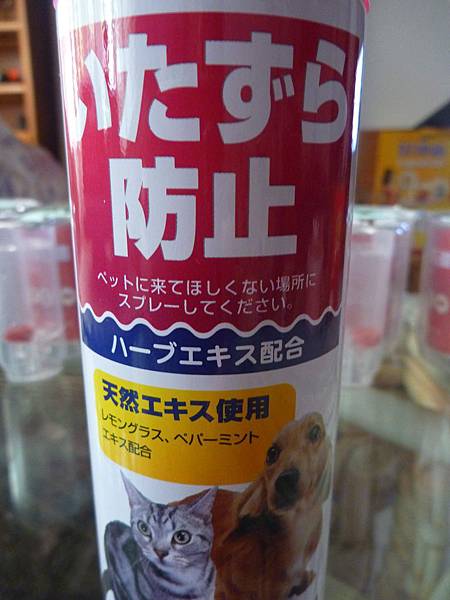 いたずら
防止
ペットに来てほしくない場所に
スプレーしてください。
ハーブエキス配合
天然エキス使用
レモングラス、ペパーミント
エキス配合